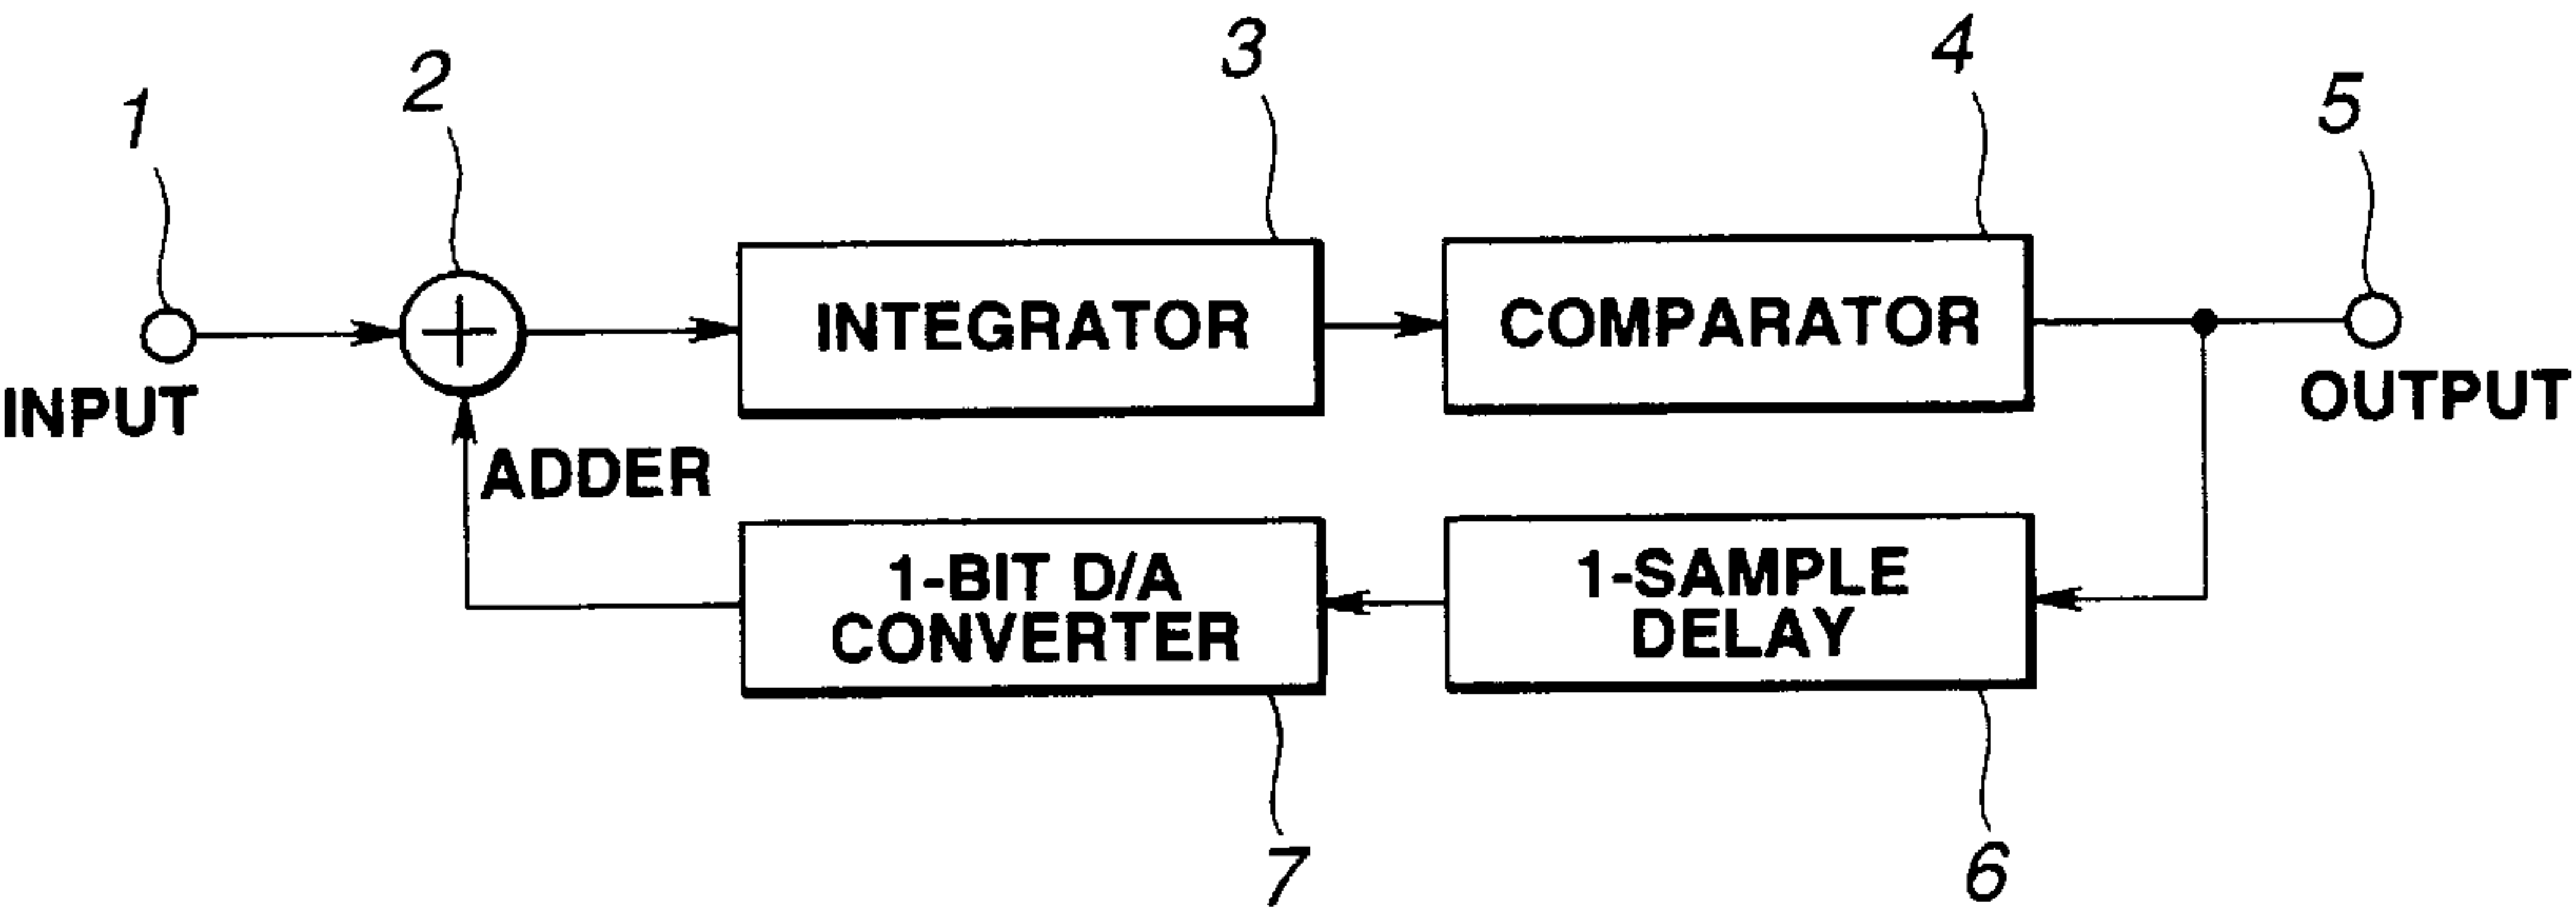 1
2
3
4
5
INTEGRATOR
COMPARATOR
INPUT
OUTPUT
ADDER
1-BIT D/A
CONVERTER
1-SAMPLE
DELAY
7
6